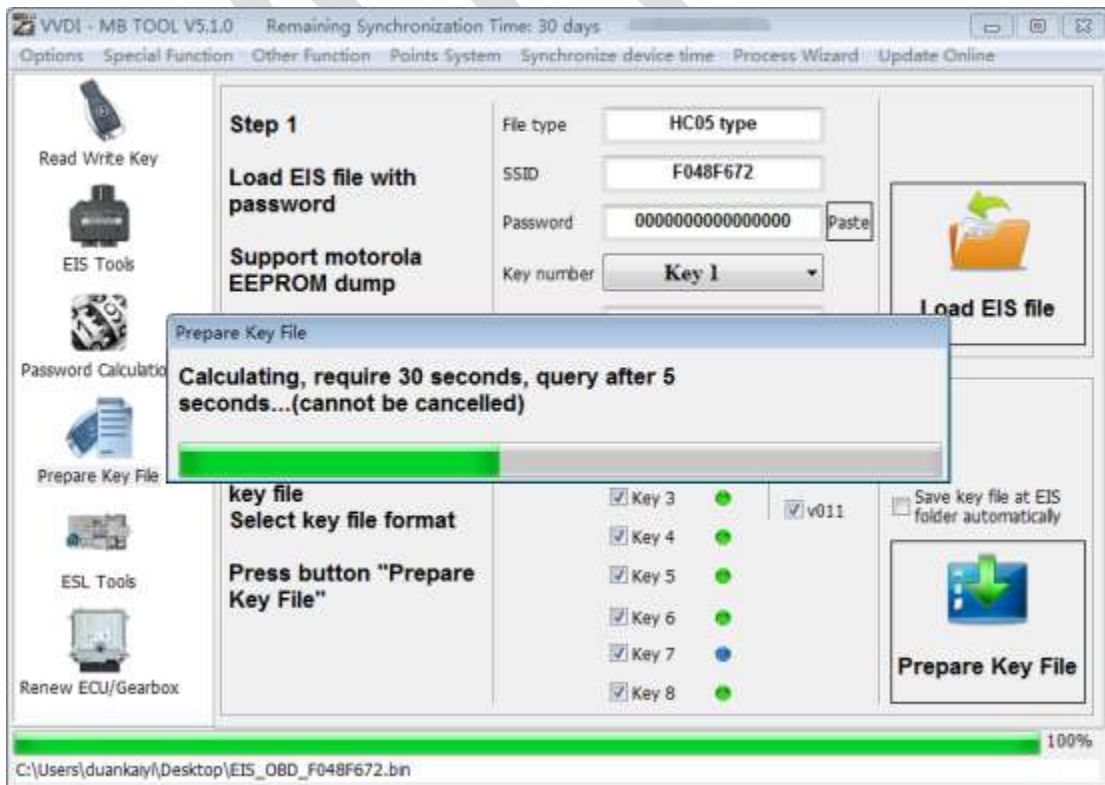 VVDI - MB TOOL V5.1.0 Remaining Synchronization Time: 30 days
Options Special Function Other Function Points System Synchronize device time Process Wizard Update Online
Read Write Key
EIS Tools
Password Calculatio
Prepare Key File
ESL Tools
Renew ECU/Gearbox
Step 1
Load EIS file with
password
Support motorola
EEPROM dump
File type HC05 type
SSID F048F672
Password 0000000000000000 Paste
Key number Key 1
Load EIS file
Prepare Key File
Calculating, require 30 seconds, query after 5
seconds...(cannot be cancelled)
key file
Select key file format
Press button "Prepare
Key File"
Key 3
Key 4
Key 5
Key 6
Key 7
Key 8
v011
Save key file at EIS
folder automatically
Prepare Key File
100%
C:\Users\duankaiyi\Desktop\EIS_OBD_F048F672.bin